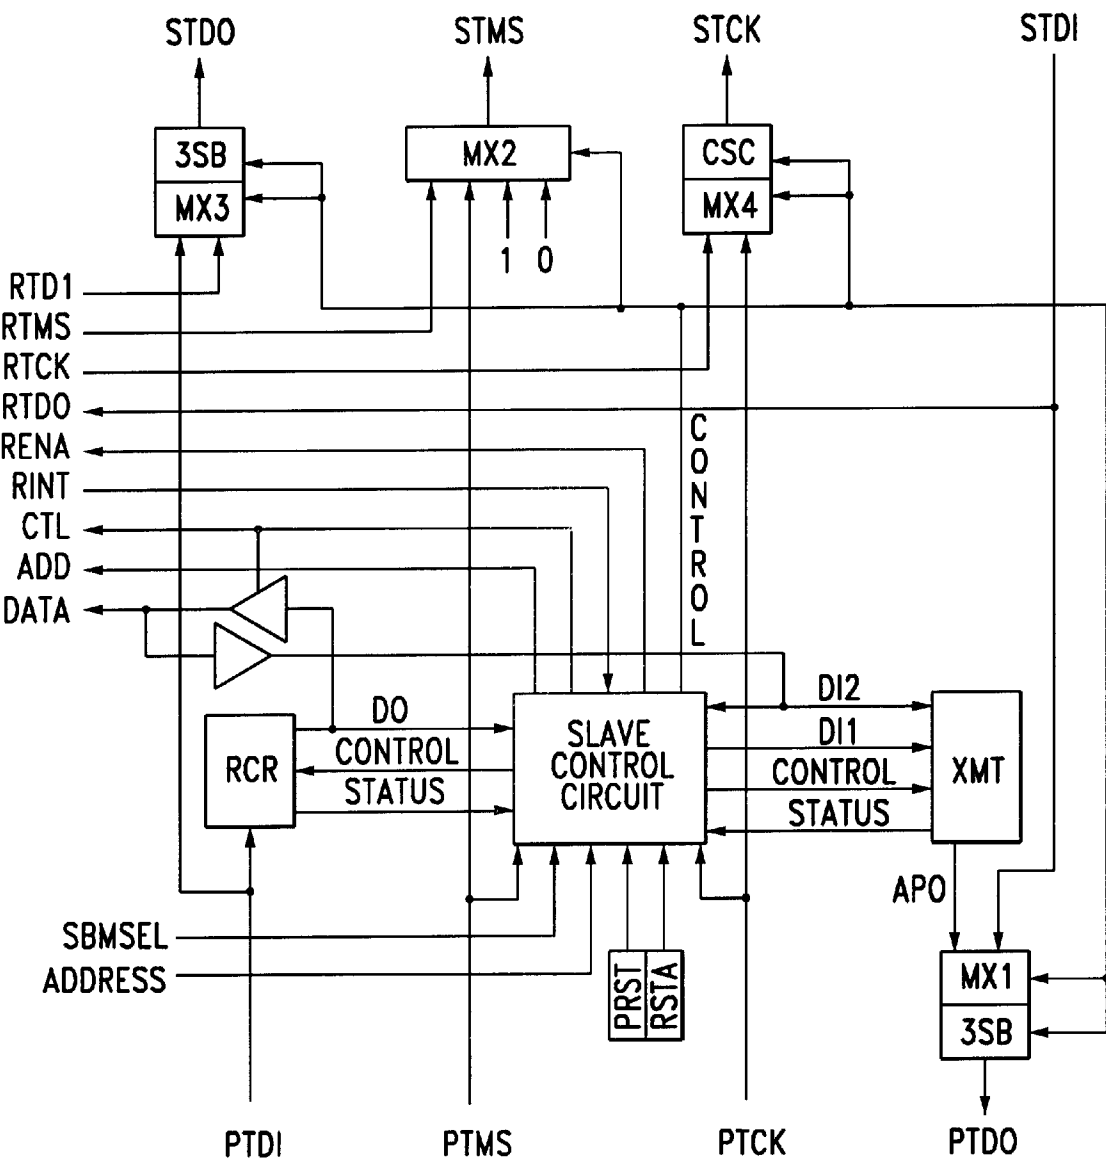 STDO STMS STCK STDI
3SB MX2 CSC
MX3 MX4
1 0
RTD1
RTMS
RTCK
RTDO
RENA
RINT
CTL
ADD
DATA
CONTROL
DO DI2
RCR CONTROL STATUS
SLAVE
CONTROL
CIRCUIT
DI1
CONTROL
STATUS
XMT
APO
SBMSEL
ADDRESS
PRST RSTA
MX1
3SB
PTDI PTMS PTCK PTDO